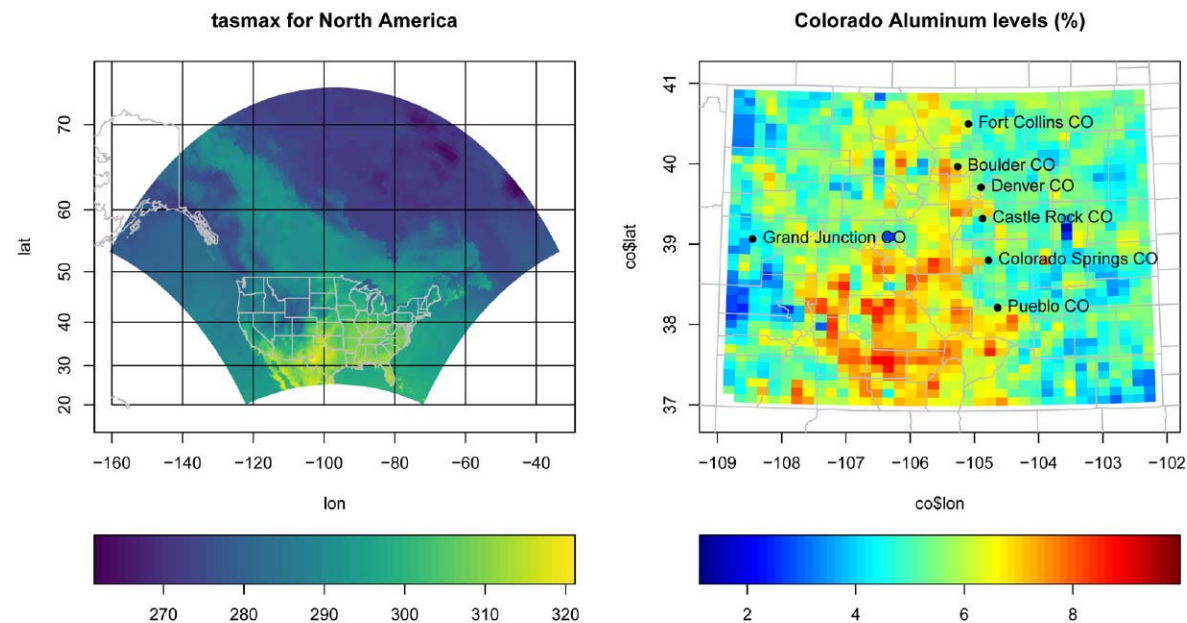 tasmax for North America
lat
70
60
50
40
30
20
−160 −140 −120 −100 −80 −60 −40
lon
270 280 290 300 310 320
Colorado Aluminum levels (%)
co$lat
41
40
39
38
37
Fort Collins CO
Boulder CO
Denver CO
Castle Rock CO
Grand Junction CO
Colorado Springs CO
Pueblo CO
−109 −108 −107 −106 −105 −104 −103 −102
co$lon
2 4 6 8